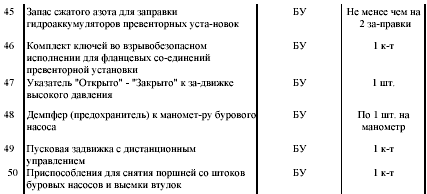 45 Запас сжатого азота для заправки БУ Не менее чем на
гидроаккумуляторов превенторных уста-новок 2 за-правки
46 Комплект ключей во взрывобезопасном БУ 1 к-т
исполнении для фланцевых со-единений
превенторной установки
47 Указатель "Открыто" - "Закрыто" к за-движке БУ 1 шт.
высокого давления
48 Демпфер (предохранитель) к маномет-ру бурового БУ По 1 шт. на
насоса манометр
49 Пусковая задвижка с дистанционным БУ 1 к-т
управлением
50 Приспособления для снятия поршней со штоков БУ 1 к-т
буровых насосов и выемки втулок